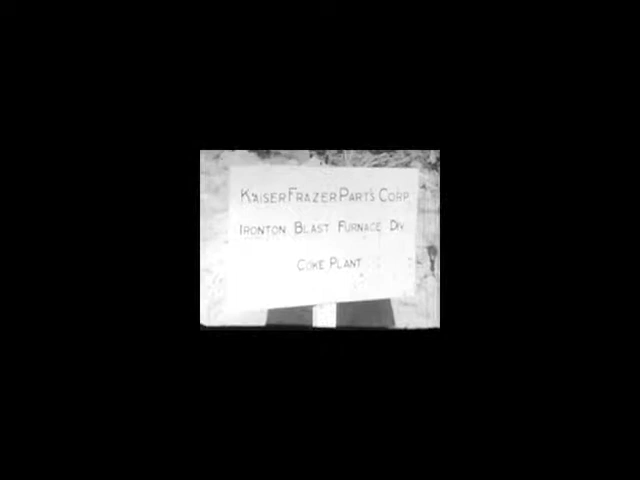 KAISER FRAZER PARTS CORP.
IRONTON BLAST FURNACE DIV.
COKE PLANT